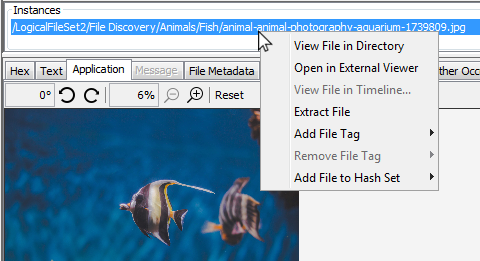 Instances
/LogicalFileSet2/File Discovery/Animals/Fish/animal-animal-photography-aquarium-1739809.jpg
View File in Directory
Open in External Viewer
View File in Timeline...
Extract File
Add File Tag
Remove File Tag
Add File to Hash Set
Hex Text Application Message File Metadata ther Occ
0° 6% Reset